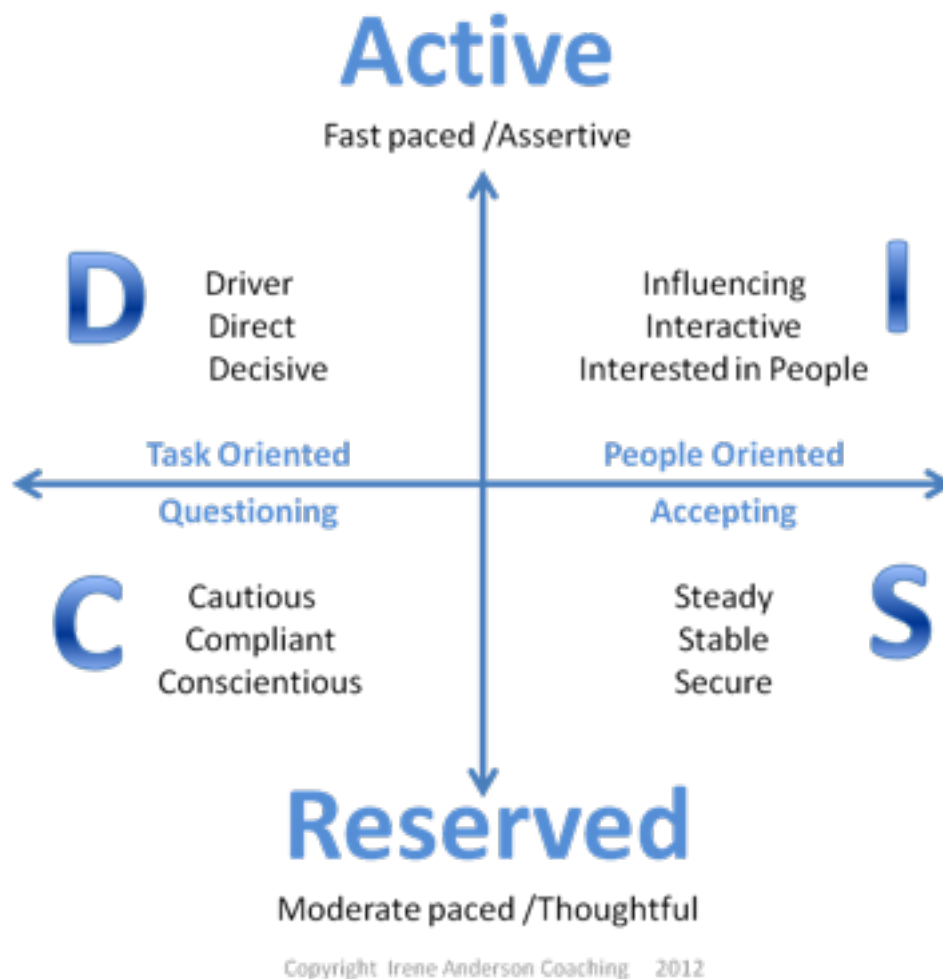 Active
Fast paced /Assertive
D
Driver
Direct
Decisive
I
Influencing
Interactive
Interested in People
Task Oriented
People Oriented
Questioning
Accepting
C
Cautious
Compliant
Conscientious
S
Steady
Stable
Secure
Reserved
Moderate paced /Thoughtful
Copyright Irene Anderson Coaching 2012